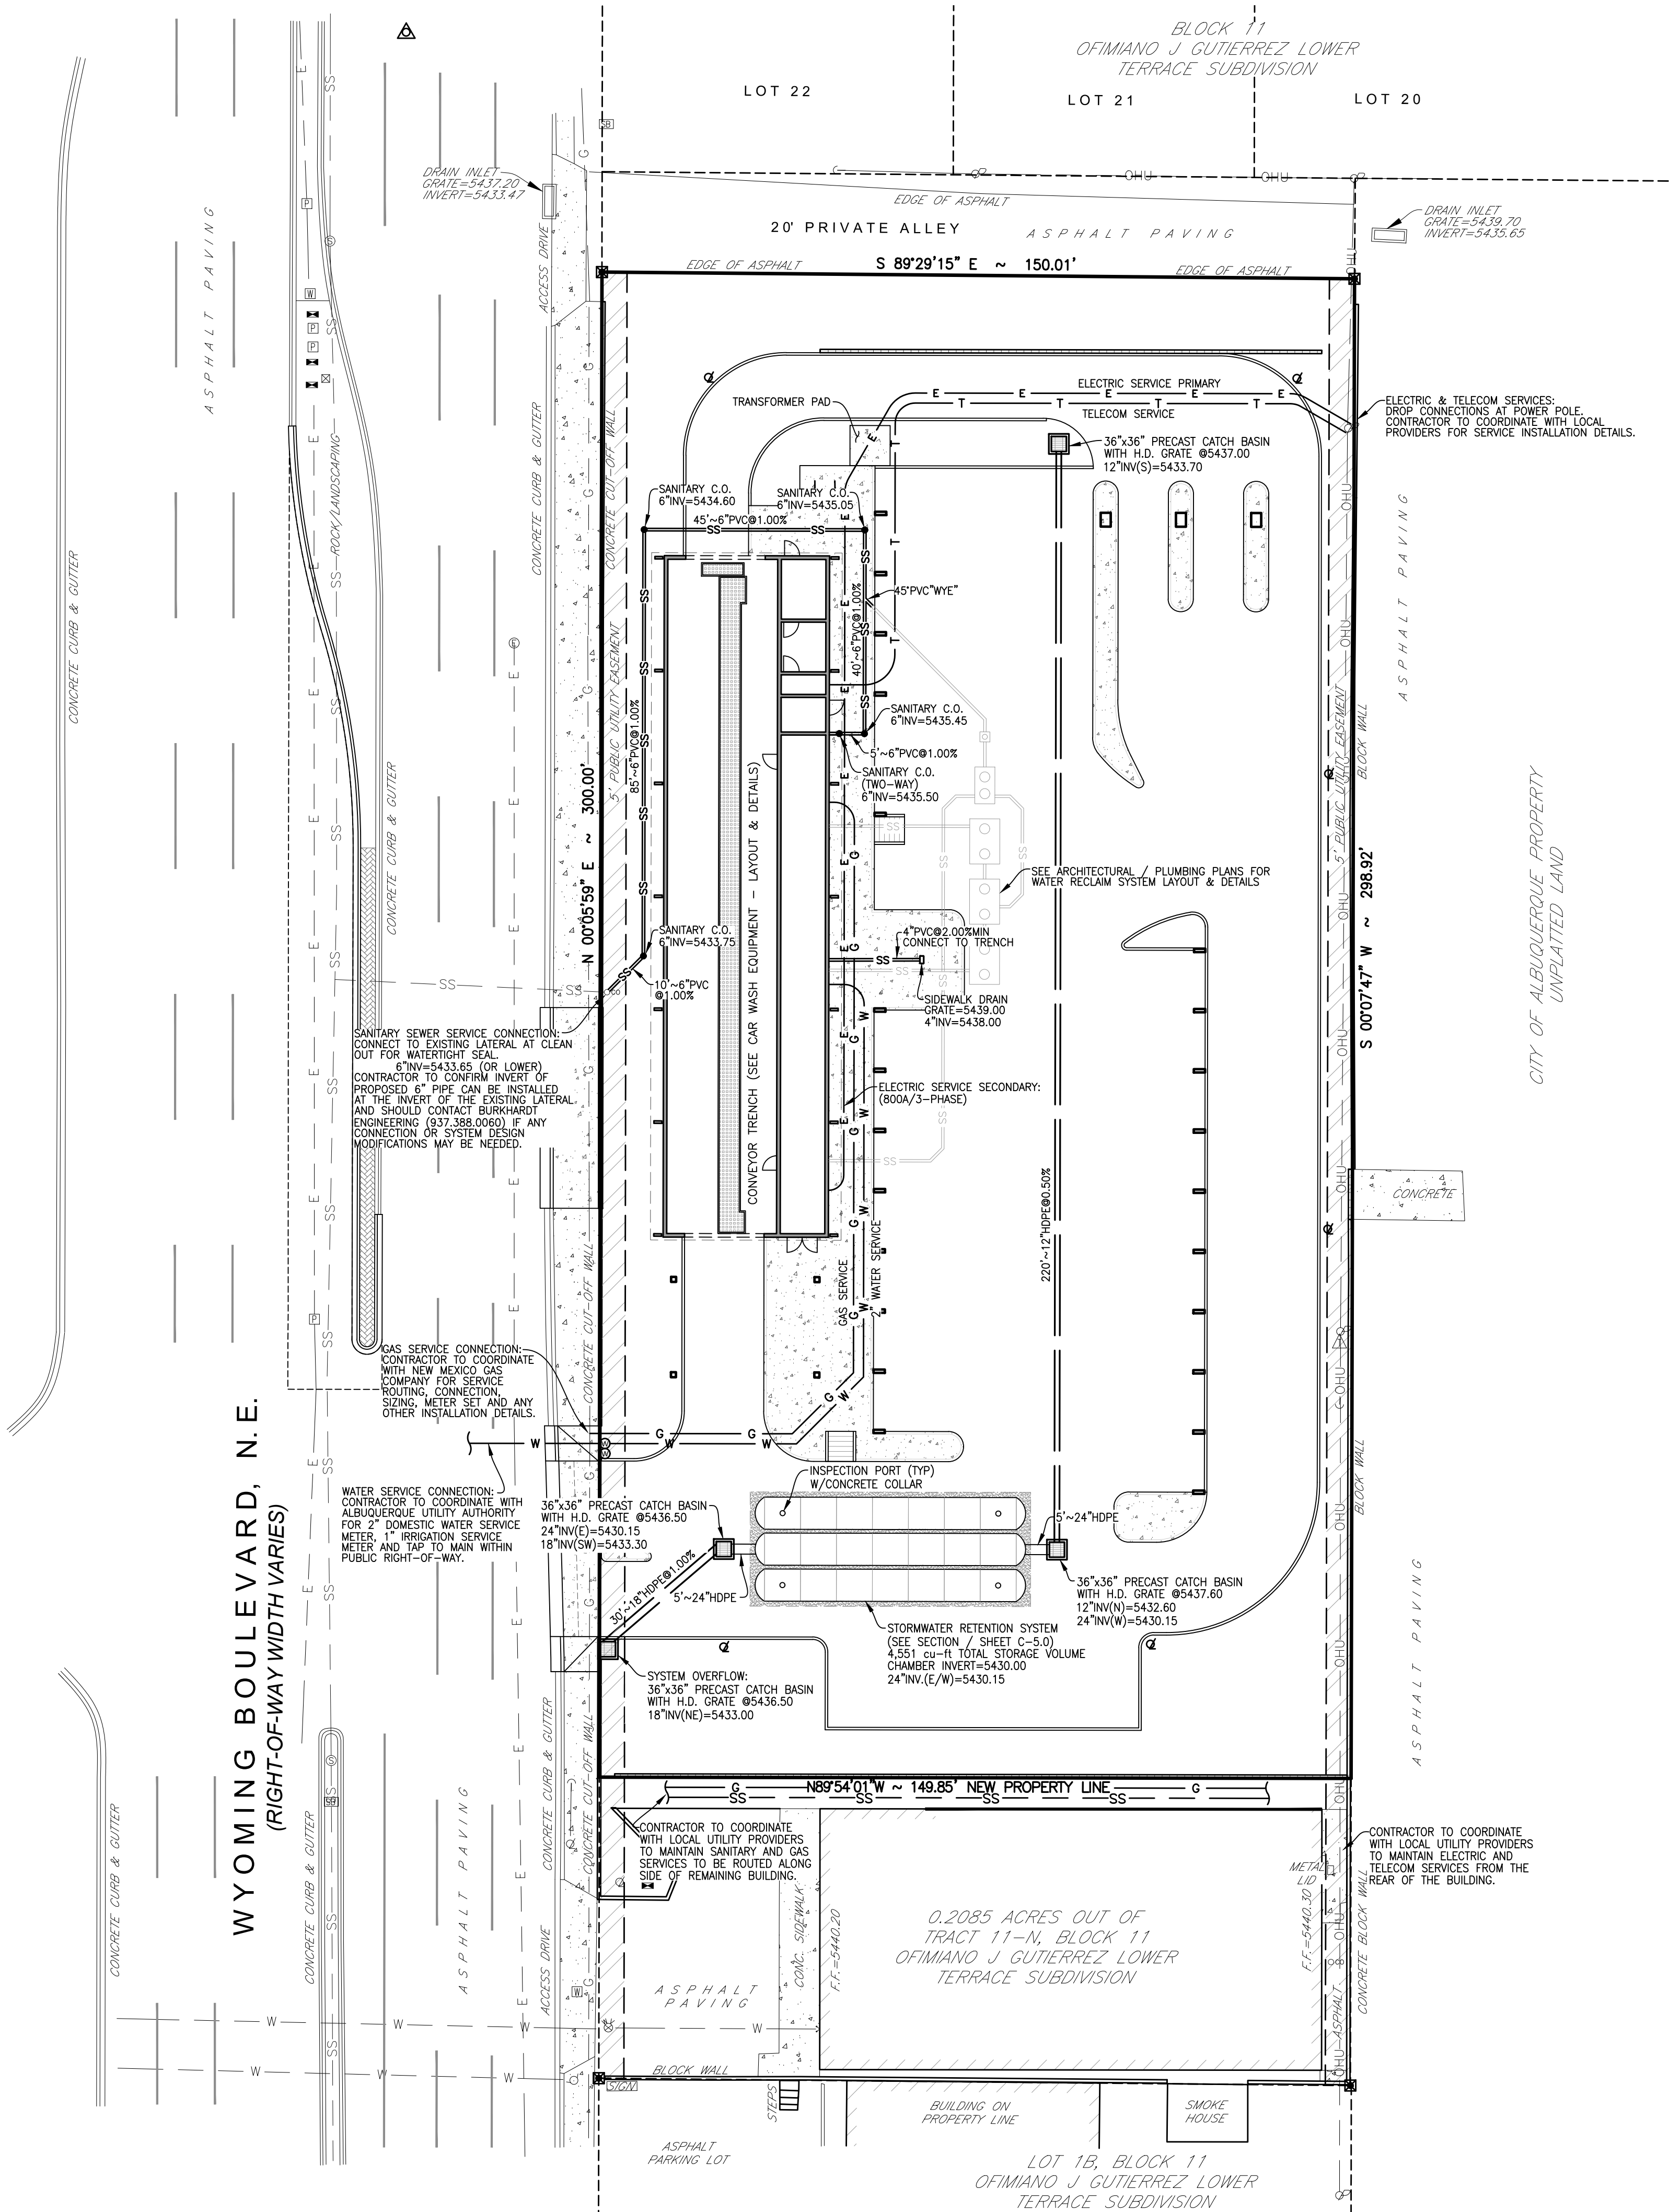 BLOCK 11
OFIMIANO J GUTIERREZ LOWER
TERRACE SUBDIVISION
LOT 22
LOT 21
LOT 20
DRAIN INLET
GRATE=5437.20
INVERT=5433.47
EDGE OF ASPHALT
20' PRIVATE ALLEY
ASPHALT PAVING
DRAIN INLET
GRATE=5439.70
INVERT=5435.65
EDGE OF ASPHALT
S 89°29'15" E ~ 150.01'
EDGE OF ASPHALT
ASPHALT PAVING
ACCESS DRIVE
ELECTRIC SERVICE PRIMARY
TRANSFORMER PAD
TELECOM SERVICE
ELECTRIC & TELECOM SERVICES:
DROP CONNECTIONS AT POWER POLE.
CONTRACTOR TO COORDINATE WITH LOCAL
PROVIDERS FOR SERVICE INSTALLATION DETAILS.
36"x36" PRECAST CATCH BASIN
WITH H.D. GRATE @5437.00
12"INV(S)=5433.70
SANITARY C.O.
6"INV=5434.60
SANITARY C.O.
6"INV=5435.05
45'~6"PVC@1.00%
45°PVC"WYE"
40'~6"PVC@1.00%
85'~6"PVC@1.00%
SANITARY C.O.
6"INV=5435.45
5'~6"PVC@1.00%
SANITARY C.O.
(TWO-WAY)
6"INV=5435.50
CONCRETE CURB & GUTTER
ROCK/LANDSCAPING
CONCRETE CURB & GUTTER
CONCRETE CUT-OFF WALL
5' PUBLIC UTILITY EASEMENT
N 00°05'59" E ~ 300.00'
CONCRETE CURB & GUTTER
CONVEYOR TRENCH (SEE CAR WASH EQUIPMENT - LAYOUT & DETAILS)
SEE ARCHITECTURAL / PLUMBING PLANS FOR
WATER RECLAIM SYSTEM LAYOUT & DETAILS
5' PUBLIC UTILITY EASEMENT
BLOCK WALL
ASPHALT PAVING
S 00°07'47" W ~ 298.92'
CITY OF ALBUQUERQUE PROPERTY
UNPLATTED LAND
SANITARY C.O.
6"INV=5433.75
10'~6"PVC
@1.00%
4"PVC@2.00%MIN
CONNECT TO TRENCH
SIDEWALK DRAIN
GRATE=5439.00
4"INV=5438.00
SANITARY SEWER SERVICE CONNECTION:
CONNECT TO EXISTING LATERAL AT CLEAN
OUT FOR WATERTIGHT SEAL.
6"INV=5433.65 (OR LOWER)
CONTRACTOR TO CONFIRM INVERT OF
PROPOSED 6" PIPE CAN BE INSTALLED
AT THE INVERT OF THE EXISTING LATERAL
AND SHOULD CONTACT BURKHARDT
ENGINEERING (937.388.0060) IF ANY
CONNECTION OR SYSTEM DESIGN
MODIFICATIONS MAY BE NEEDED.
ELECTRIC SERVICE SECONDARY:
(800A/3-PHASE)
220'~12"HDPE@0.50%
CONCRETE
GAS SERVICE
2" WATER SERVICE
CONCRETE CUT-OFF WALL
GAS SERVICE CONNECTION:
CONTRACTOR TO COORDINATE
WITH NEW MEXICO GAS
COMPANY FOR SERVICE
ROUTING, CONNECTION,
SIZING, METER SET AND ANY
OTHER INSTALLATION DETAILS.
WYOMING BOULEVARD, N.E.
(RIGHT-OF-WAY WIDTH VARIES)
WATER SERVICE CONNECTION:
CONTRACTOR TO COORDINATE WITH
ALBUQUERQUE UTILITY AUTHORITY
FOR 2" DOMESTIC WATER SERVICE
METER, 1" IRRIGATION SERVICE
METER AND TAP TO MAIN WITHIN
PUBLIC RIGHT-OF-WAY.
INSPECTION PORT (TYP)
W/CONCRETE COLLAR
36"x36" PRECAST CATCH BASIN
WITH H.D. GRATE @5436.50
24"INV(E)=5430.15
18"INV(SW)=5433.30
5'~24"HDPE
BLOCK WALL
30'~18"HDPE@1.00%
5'~24"HDPE
36"x36" PRECAST CATCH BASIN
WITH H.D. GRATE @5437.60
12"INV(N)=5432.60
24"INV(W)=5430.15
STORMWATER RETENTION SYSTEM
(SEE SECTION / SHEET C-5.0)
4,551 cu-ft TOTAL STORAGE VOLUME
CHAMBER INVERT=5430.00
24"INV.(E/W)=5430.15
SYSTEM OVERFLOW:
36"x36" PRECAST CATCH BASIN
WITH H.D. GRATE @5436.50
18"INV(NE)=5433.00
ASPHALT PAVING
N89°54'01"W ~ 149.85' NEW PROPERTY LINE
CONCRETE CURB & GUTTER
CONCRETE CURB & GUTTER
ASPHALT PAVING
CONCRETE CURB & GUTTER
CONCRETE CUT-OFF WALL
CONTRACTOR TO COORDINATE
WITH LOCAL UTILITY PROVIDERS
TO MAINTAIN SANITARY AND GAS
SERVICES TO BE ROUTED ALONG
SIDE OF REMAINING BUILDING.
CONTRACTOR TO COORDINATE
WITH LOCAL UTILITY PROVIDERS
TO MAINTAIN ELECTRIC AND
TELECOM SERVICES FROM THE
REAR OF THE BUILDING.
METAL
LID
CONC. SIDEWALK
F.F.=5440.20
0.2085 ACRES OUT OF
TRACT 11-N, BLOCK 11
OFIMIANO J GUTIERREZ LOWER
TERRACE SUBDIVISION
F.F.=5440.30
CONCRETE BLOCK WALL
ASPHALT
ACCESS DRIVE
ASPHALT
PAVING
BLOCK WALL
SIGN
STEPS
BUILDING ON
PROPERTY LINE
SMOKE
HOUSE
ASPHALT
PARKING LOT
LOT 1B, BLOCK 11
OFIMIANO J GUTIERREZ LOWER
TERRACE SUBDIVISION